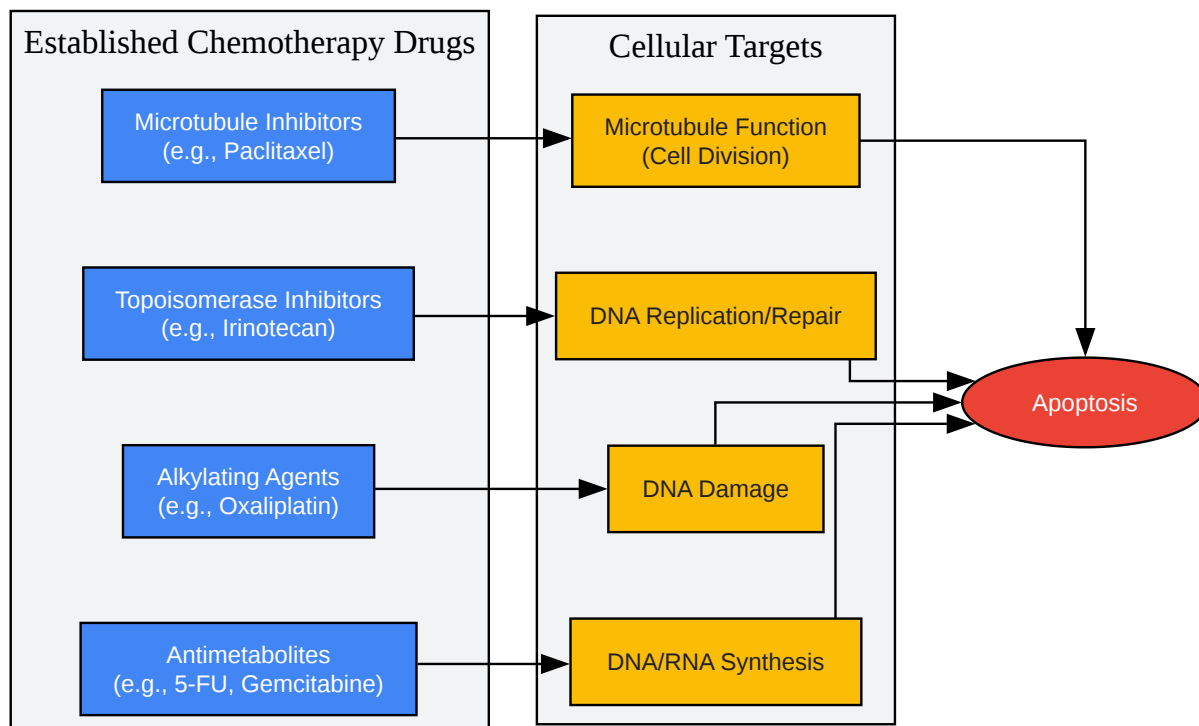 Established Chemotherapy Drugs
Cellular Targets
Microtubule Inhibitors
(e.g., Paclitaxel)
Microtubule Function
(Cell Division)
Topoisomerase Inhibitors
(e.g., Irinotecan)
DNA Replication/Repair
Apoptosis
Alkylating Agents
(e.g., Oxaliplatin)
DNA Damage
Antimetabolites
(e.g., 5-FU, Gemcitabine)
DNA/RNA Synthesis